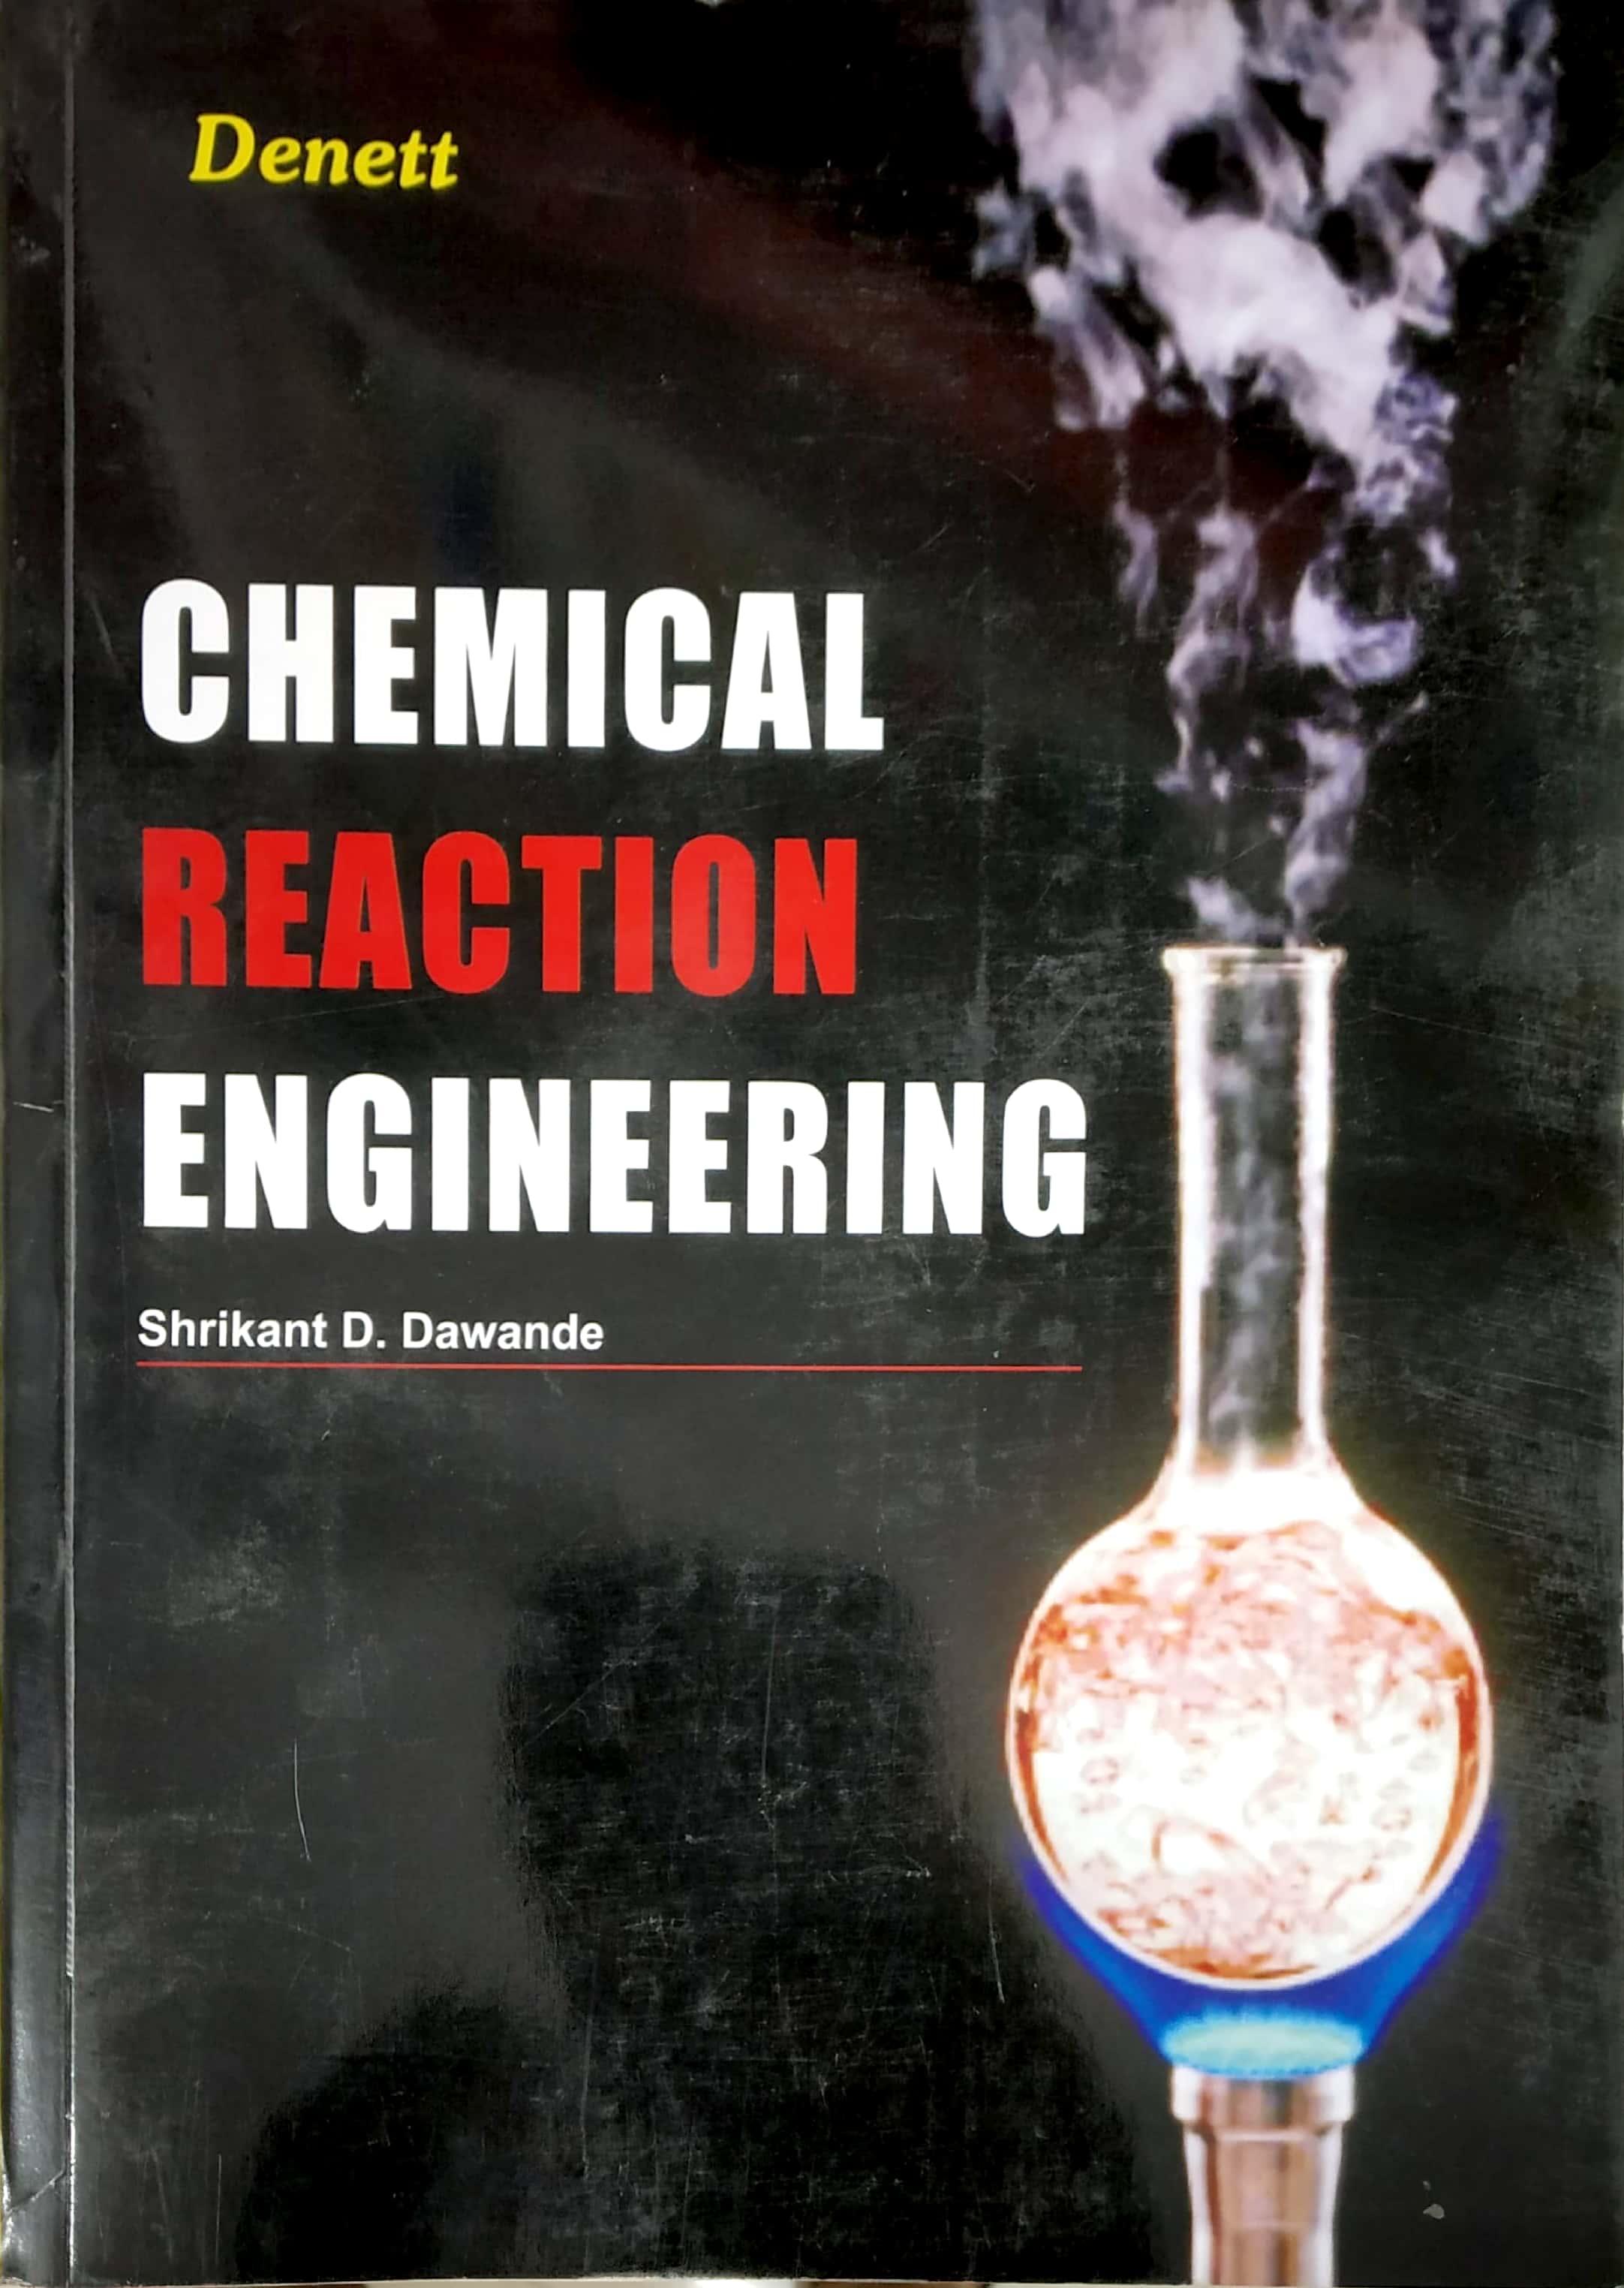 Denett
CHEMICAL
REACTION
ENGINEERING
Shrikant D. Dawande